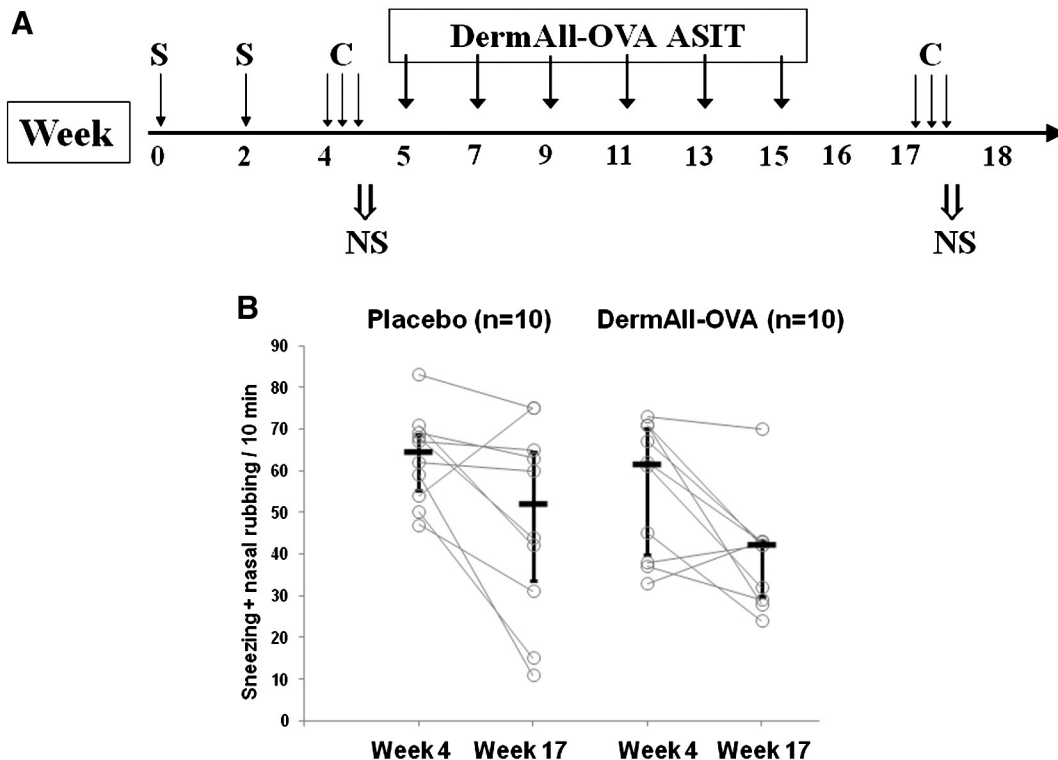 A
DermAll-OVA ASIT
S S C C
Week
0 2 4 5 7 9 11 13 15 16 17 18
NS NS
B
Placebo (n=10) DermAll-OVA (n=10)
Sneezing + nasal rubbing / 10 min
90
80
70
60
50
40
30
20
10
0
Week 4 Week 17 Week 4 Week 17